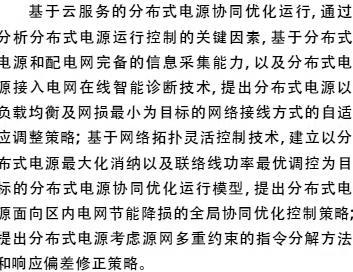 基于云服务的分布式电源协同优化运行,通过
分析分布式电源运行控制的关键因素,基于分布式
电源和配电网完备的信息采集能力,以及分布式电
源接入电网在线智能诊断技术,提出分布式电源以
负载均衡及网损最小为目标的网络接线方式的自适
应调整策略;基于网络拓扑灵活控制技术,建立以分
布式电源最大化消纳以及联络线功率最优调控为目
标的分布式电源协同优化运行模型,提出分布式电
源面向区内电网节能降损的全局协同优化控制策略;
提出分布式电源考虑源网多重约束的指令分解方法
和响应偏差修正策略。